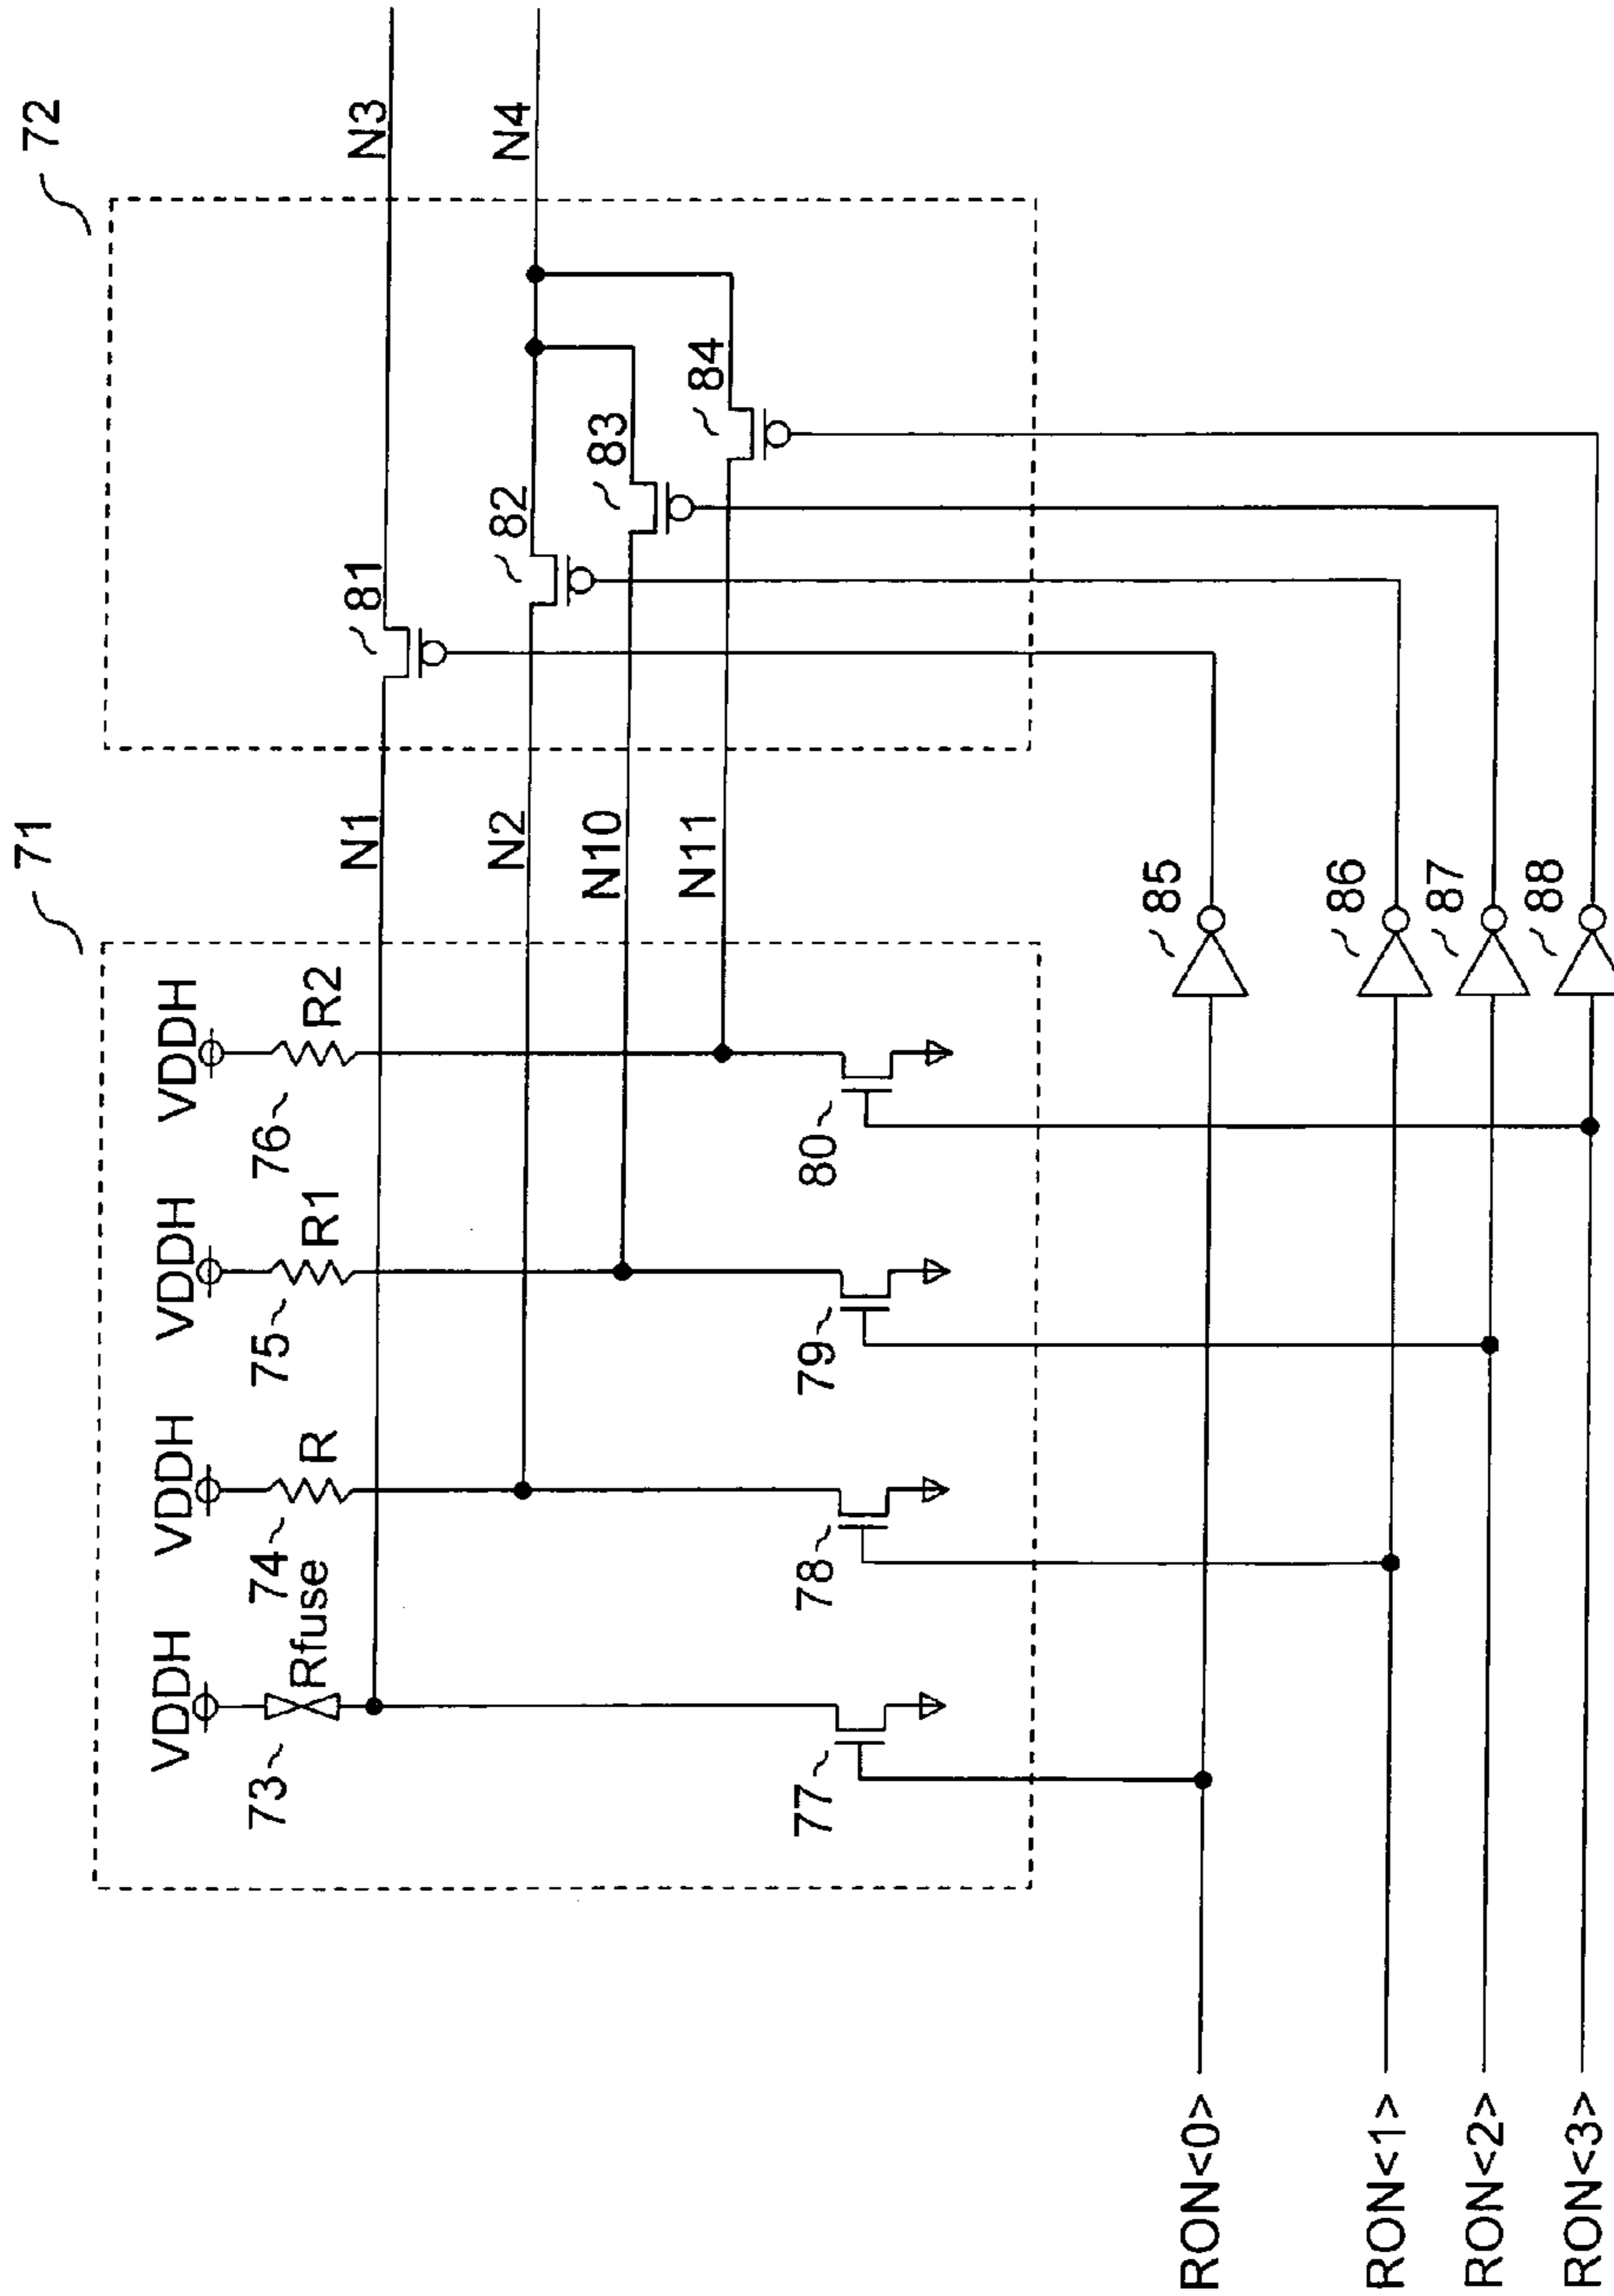 71
72
VDDH
VDDH
VDDH
VDDH
73
Rfuse
74
R
75
R1
76
R2
N1
81
N3
N2
82
N4
N10
83
N11
84
77
78
79
80
RON<0>
85
RON<1>
86
RON<2>
87
RON<3>
88